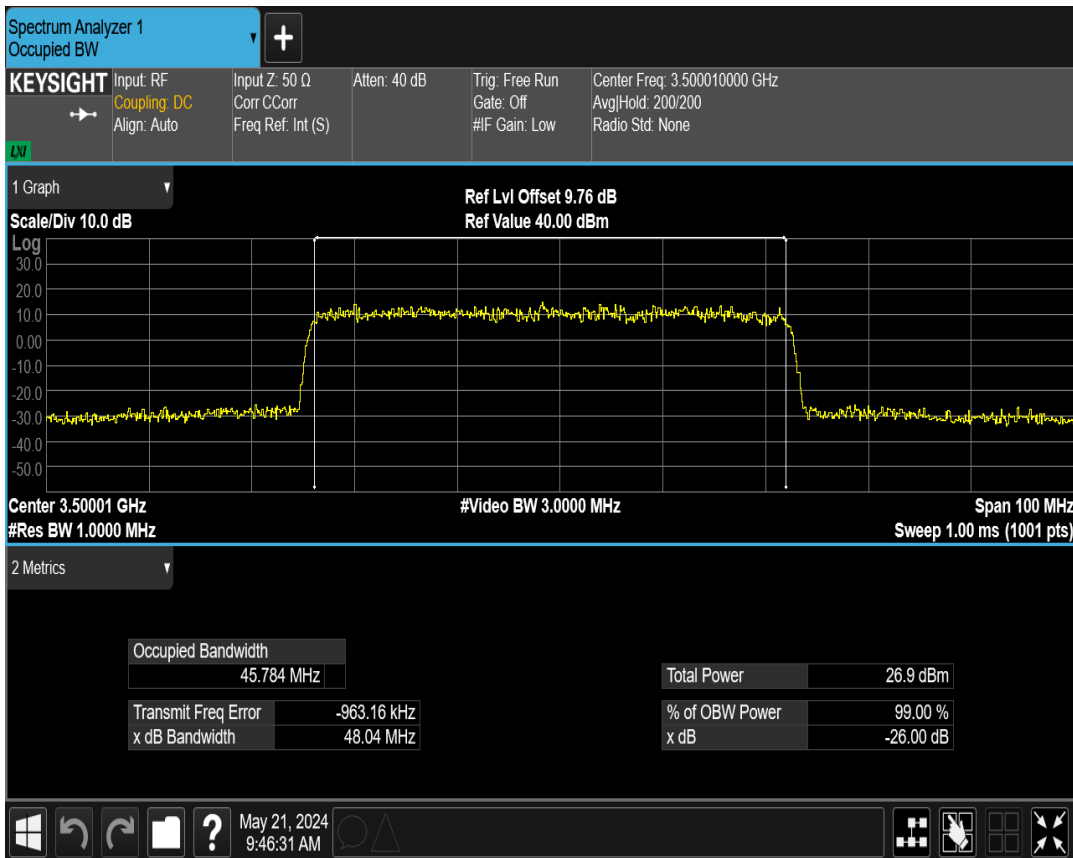 Spectrum Analyzer 1
Occupied BW
KEYSIGHT
LXI
Input: RF
Coupling: DC
Align: Auto
Input Z: 50 Ω
Corr CCorr
Freq Ref: Int (S)
Atten: 40 dB
Trig: Free Run
Gate: Off
#IF Gain: Low
Center Freq: 3.500010000 GHz
Avg|Hold: 200/200
Radio Std: None
1 Graph
Scale/Div 10.0 dB
Ref Lvl Offset 9.76 dB
Ref Value 40.00 dBm
Log
30.0
20.0
10.0
0.00
-10.0
-20.0
-30.0
-40.0
-50.0
Center 3.50001 GHz
#Res BW 1.0000 MHz
#Video BW 3.0000 MHz
Span 100 MHz
Sweep 1.00 ms (1001 pts)
2 Metrics
Occupied Bandwidth
45.784 MHz
Transmit Freq Error -963.16 kHz
x dB Bandwidth 48.04 MHz
Total Power 26.9 dBm
% of OBW Power 99.00 %
x dB -26.00 dB
?
May 21, 2024
9:46:31 AM